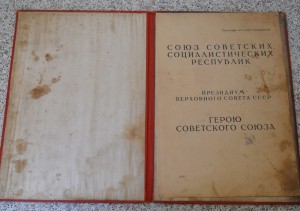 СОЮЗ СОВЕТСКИХ
СОЦИАЛИСТИЧЕСКИХ
РЕСПУБЛИК
ПРЕЗИДИУМ
ВЕРХОВНОГО СОВЕТА СССР
ГЕРОЮ
СОВЕТСКОГО СОЮЗА